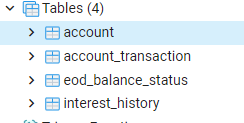 Tables (4)
account
account_transaction
eod_balance_status
interest_history